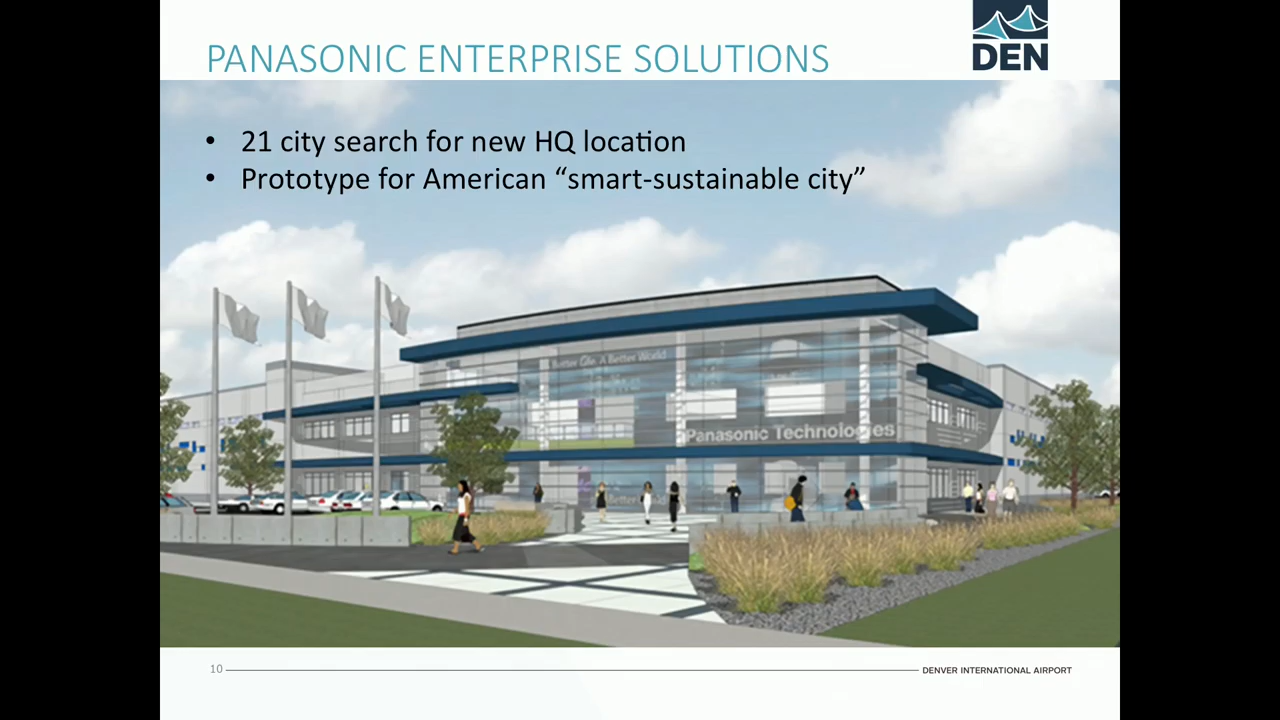 PANASONIC ENTERPRISE SOLUTIONS
DEN
• 21 city search for new HQ location
• Prototype for American “smart-sustainable city”
Better Life, A Better World
Panasonic Technologies
Better
10
DENVER INTERNATIONAL AIRPORT